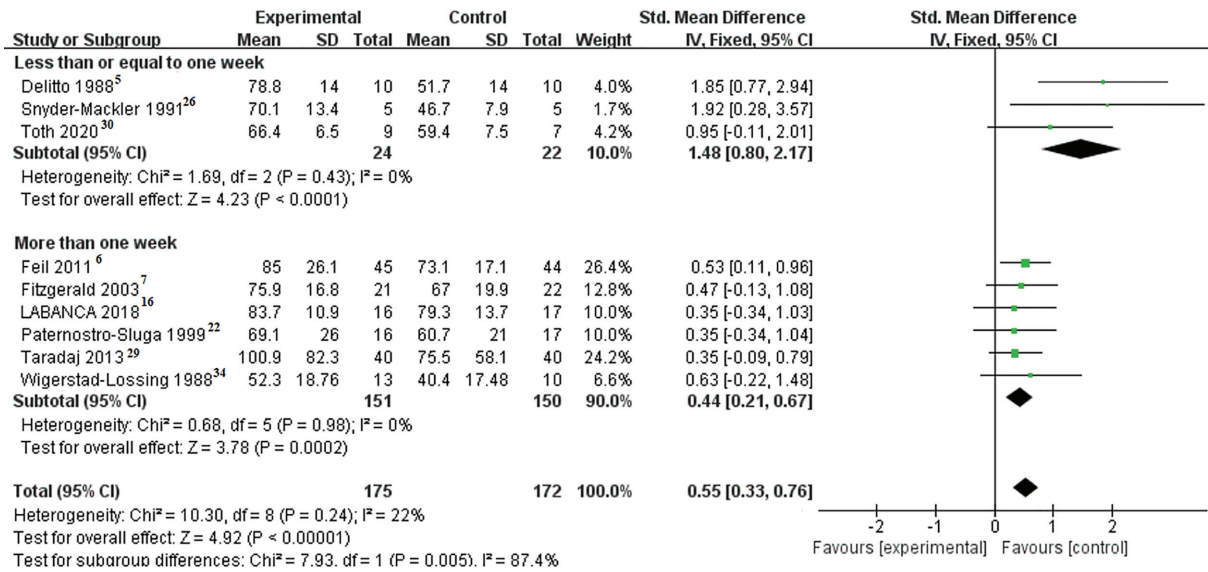 Experimental Control Std. Mean Difference Std. Mean Difference
Study or Subgroup Mean SD Total Mean SD Total Weight IV, Fixed, 95% CI IV, Fixed, 95% CI
Less than or equal to one week
Delitto 1988⁵ 78.8 14 10 51.7 14 10 4.0% 1.85 [0.77, 2.94]
Snyder-Mackler 1991²⁶ 70.1 13.4 5 46.7 7.9 5 1.7% 1.92 [0.28, 3.57]
Toth 2020³⁰ 66.4 6.5 9 59.4 7.5 7 4.2% 0.95 [-0.11, 2.01]
Subtotal (95% CI) 24 22 10.0% 1.48 [0.80, 2.17]
Heterogeneity: Chi² = 1.69, df = 2 (P = 0.43); I² = 0%
Test for overall effect: Z = 4.23 (P < 0.0001)
More than one week
Feil 2011⁶ 85 26.1 45 73.1 17.1 44 26.4% 0.53 [0.11, 0.96]
Fitzgerald 2003⁷ 75.9 16.8 21 67 19.9 22 12.8% 0.47 [-0.13, 1.08]
LABANCA 2018¹⁶ 83.7 10.9 16 79.3 13.7 17 10.0% 0.35 [-0.34, 1.03]
Paternostro-Sluga 1999²² 69.1 26 16 60.7 21 17 10.0% 0.35 [-0.34, 1.04]
Taradaj 2013²⁹ 100.9 82.3 40 75.5 58.1 40 24.2% 0.35 [-0.09, 0.79]
Wigerstad-Lossing 1988³⁴ 52.3 18.76 13 40.4 17.48 10 6.6% 0.63 [-0.22, 1.48]
Subtotal (95% CI) 151 150 90.0% 0.44 [0.21, 0.67]
Heterogeneity: Chi² = 0.68, df = 5 (P = 0.98); I² = 0%
Test for overall effect: Z = 3.78 (P = 0.0002)
Total (95% CI) 175 172 100.0% 0.55 [0.33, 0.76]
Heterogeneity: Chi² = 10.30, df = 8 (P = 0.24); I² = 22%
Test for overall effect: Z = 4.92 (P < 0.00001)
Test for subgroup differences: Chi² = 7.93, df = 1 (P = 0.005), I² = 87.4%
-2 -1 0 1 2
Favours [experimental] Favours [control]